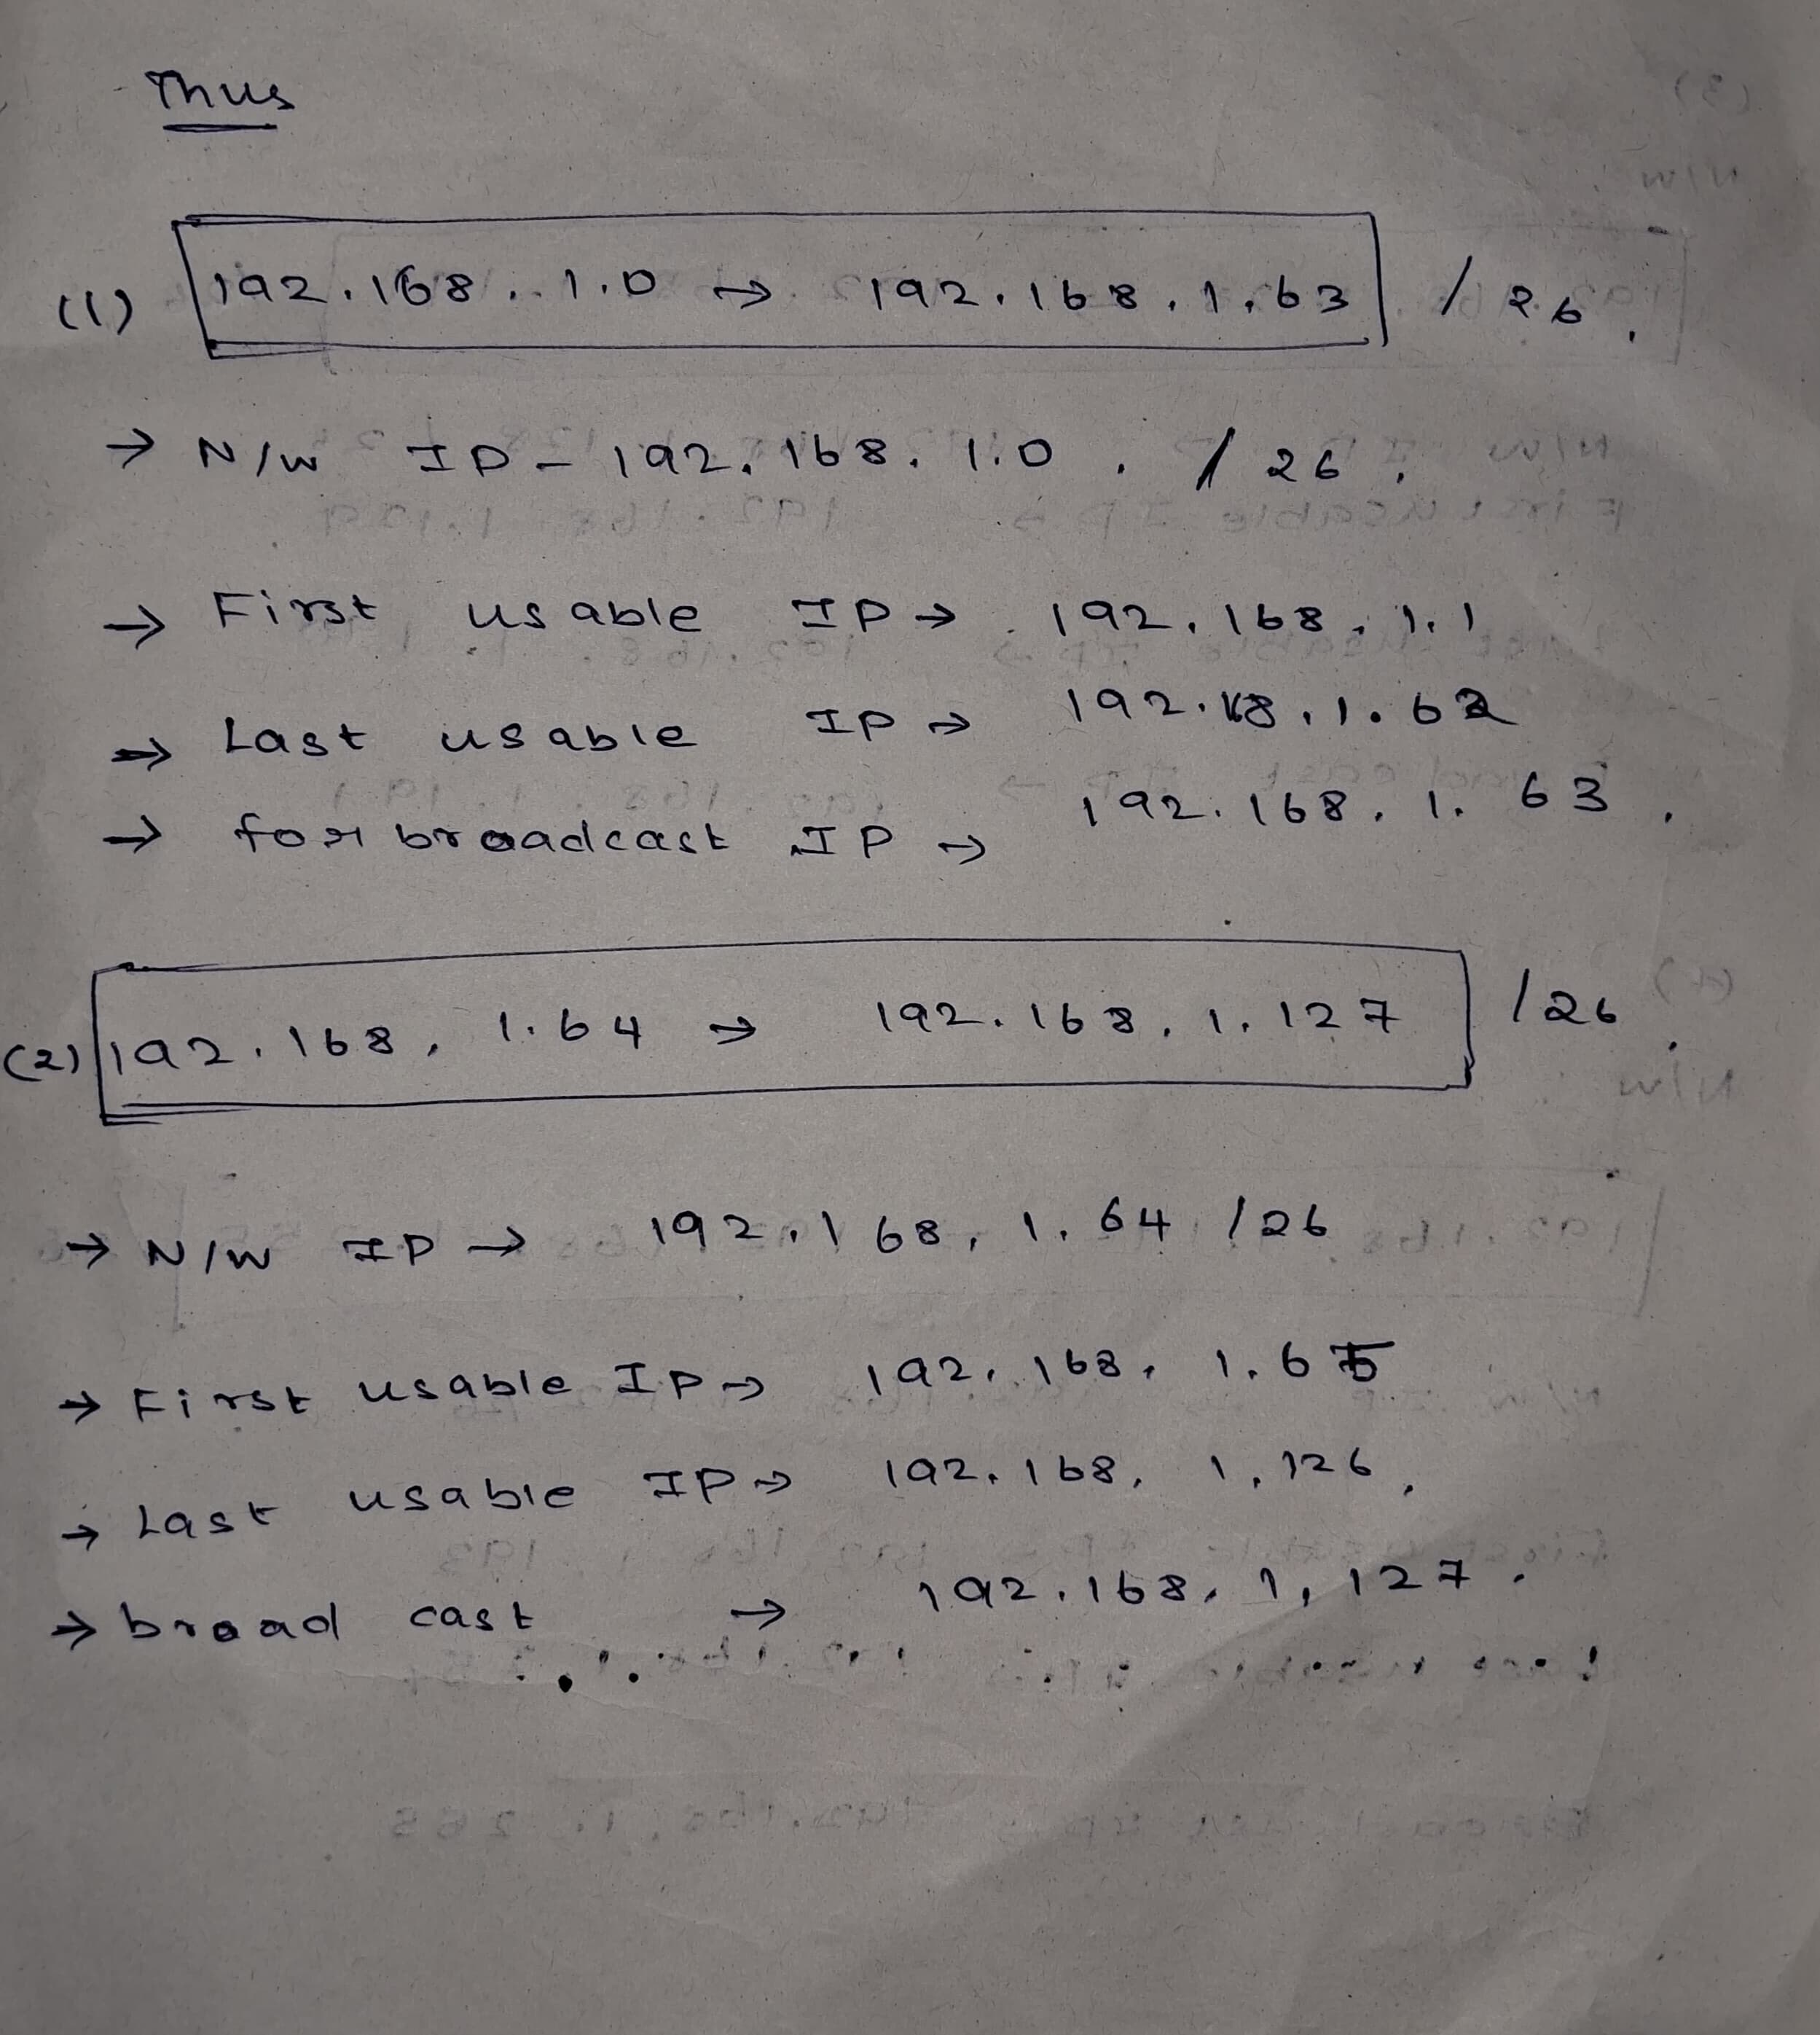 Thus
(1) 192.168..1.0 → 192.168.1.63 /26.
→ N/W IP - 192.168.1.0 . /26.
→ First usable IP → 192.168.1.1
→ Last usable IP → 192.168.1.62
→ for broadcast IP → 192.168.1.63.
(2) 192.168.1.64 → 192.168.1.127 /26.
→ N/W IP → 192.168.1.64 /26
→ First usable IP → 192.168.1.65
→ Last usable IP → 192.168.1.126.
→ broad cast → 192.168.1.127.